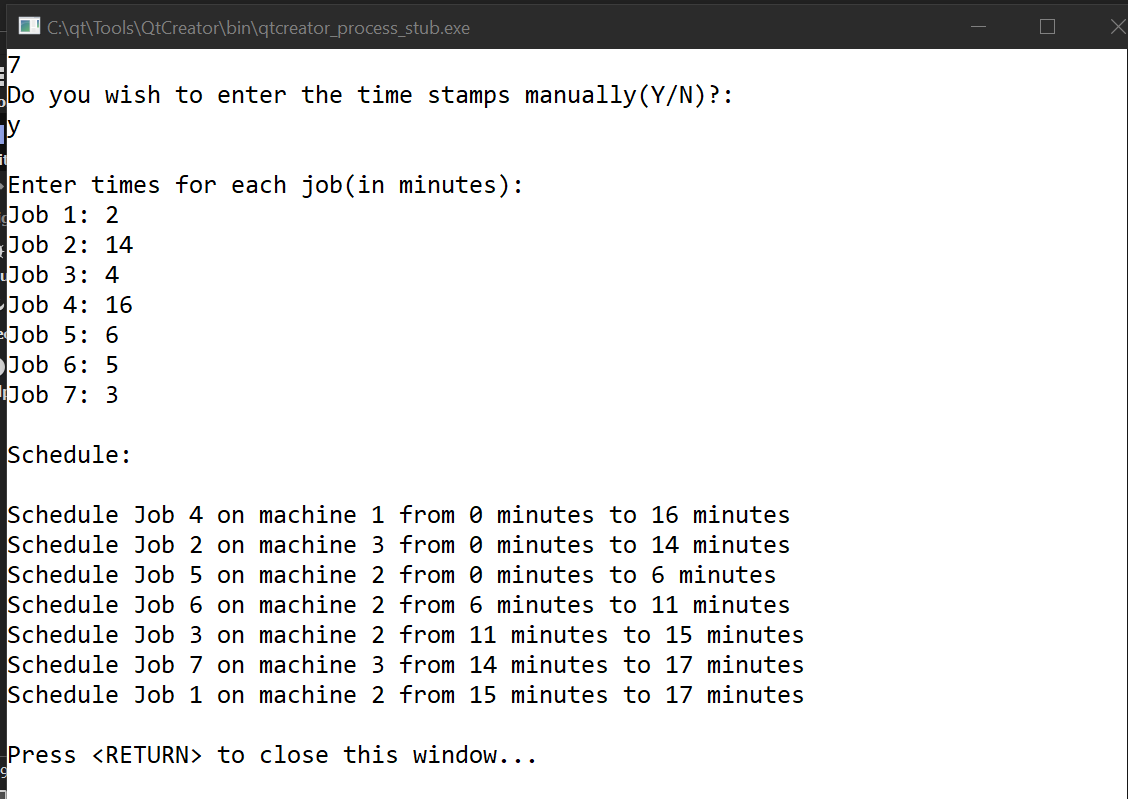 C:\qt\Tools\QtCreator\bin\qtcreator_process_stub.exe
7
Do you wish to enter the time stamps manually(Y/N)?:
y
Enter times for each job(in minutes):
Job 1: 2
Job 2: 14
Job 3: 4
Job 4: 16
Job 5: 6
Job 6: 5
Job 7: 3
Schedule:
Schedule Job 4 on machine 1 from 0 minutes to 16 minutes
Schedule Job 2 on machine 3 from 0 minutes to 14 minutes
Schedule Job 5 on machine 2 from 0 minutes to 6 minutes
Schedule Job 6 on machine 2 from 6 minutes to 11 minutes
Schedule Job 3 on machine 2 from 11 minutes to 15 minutes
Schedule Job 7 on machine 3 from 14 minutes to 17 minutes
Schedule Job 1 on machine 2 from 15 minutes to 17 minutes
Press <RETURN> to close this window...